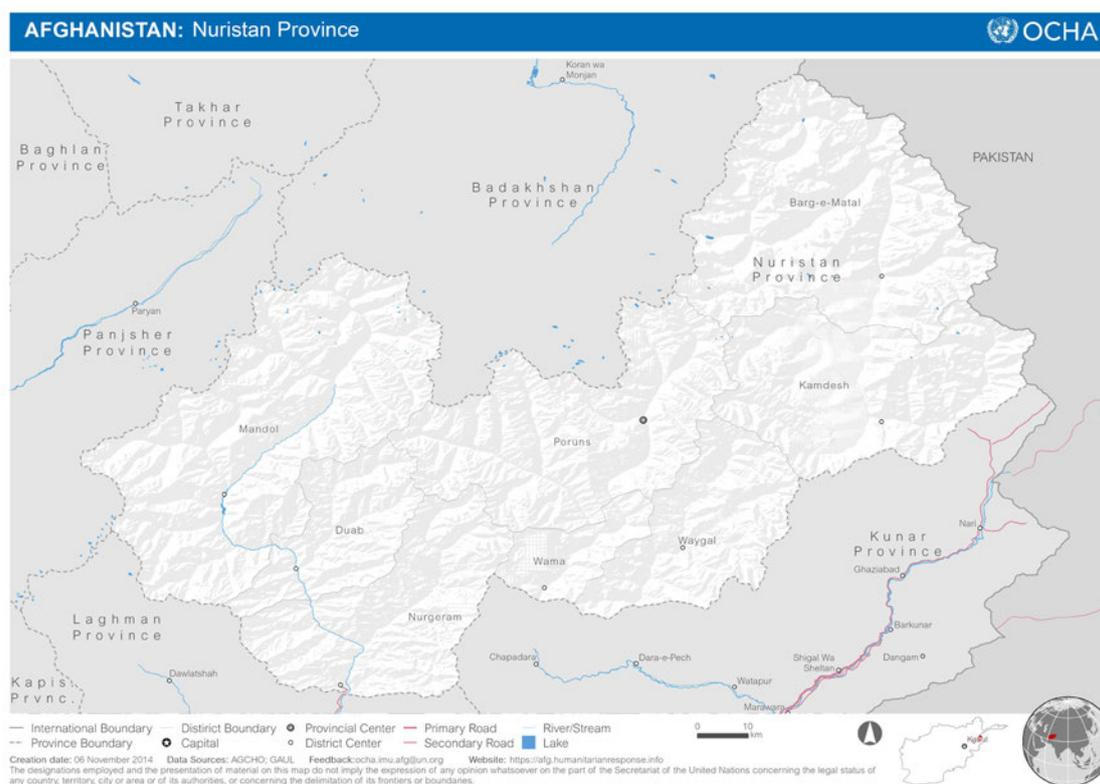 AFGHANISTAN: Nuristan Province
OCHA
Koran wa
Monjan
Takhar
Province
Baghlan
Province
PAKISTAN
Badakhshan
Province
Barg-e-Matal
Nuristan
Province
Paryan
Panjsher
Province
Kamdesh
Mandol
Poruns
Nari
Duab
Kunar
Province
Waygal
Wama
Ghaziabad
Nurgeram
Laghman
Province
Barkunar
Chapadara
Dara-e-Pech
Shigal Wa
Sheltan
Dangam
Dawlatshah
Kapis
Prvnc.
Watapur
Marawara
International Boundary
District Boundary
Provincial Center
Primary Road
River/Stream
0 10
km
Province Boundary
Capital
District Center
Secondary Road
Lake
Kabul
Creation date: 06 November 2014 Data Sources: AGCHO; GAUL Feedback:ocha.imu.afg@un.org Website: https://afg.humanitarianresponse.info
The designations employed and the presentation of material on this map do not imply the expression of any opinion whatsoever on the part of the Secretariat of the United Nations concerning the legal status of
any country, territory, city or area or of its authorities, or concerning the delimitation of its frontiers or boundaries.